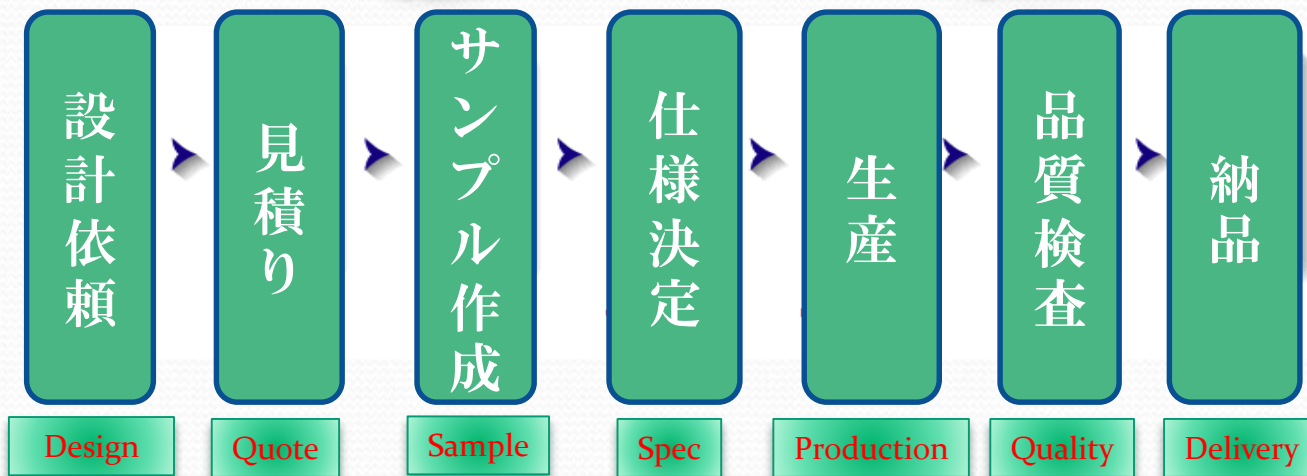 設計依頼
見積り
サンプル作成
仕様決定
生産
品質検査
納品
Design
Quote
Sample
Spec
Production
Quality
Delivery